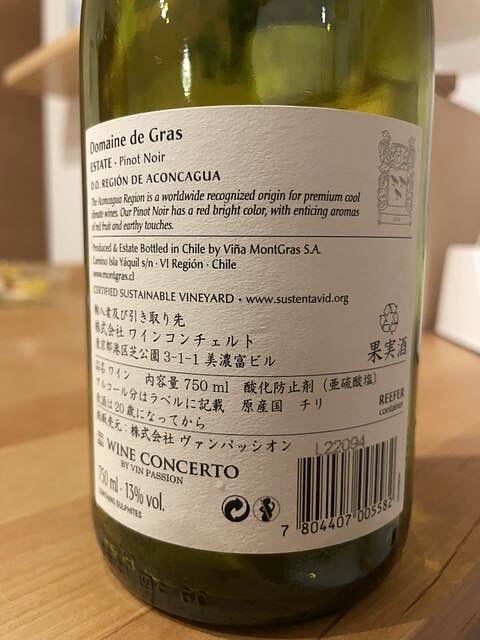 Domaine de Gras
ESTATE · Pinot Noir
D.O. REGIÓN DE ACONCAGUA
The Aconcagua Region is a worldwide recognized origin for premium cool
climate wines. Our Pinot Noir has a red bright color, with enticing aromas
of red fruit and earthy touches.
Produced & Estate Bottled in Chile by Viña MontGras S.A.
Camino Isla Yáquil s/n · VI Región · Chile
www.montgras.cl
CERTIFIED SUSTAINABLE VINEYARD · www.sustentavid.org
輸入者及び引き取り先
株式会社 ワインコンチェルト
東京都港区芝公園 3-1-1 美濃富ビル
果実酒
品名 ワイン 内容量 750 ml 酸化防止剤 (亜硫酸塩)
アルコール分はラベルに記載 原産国 チリ
飲酒は20歳になってから
REEFER
container
販売元: 株式会社 ヴァンパッシオン
WINE CONCERTO
BY VIN PASSION
750 ml · 13% vol.
SULPHITES
L22094
7 804407 005582